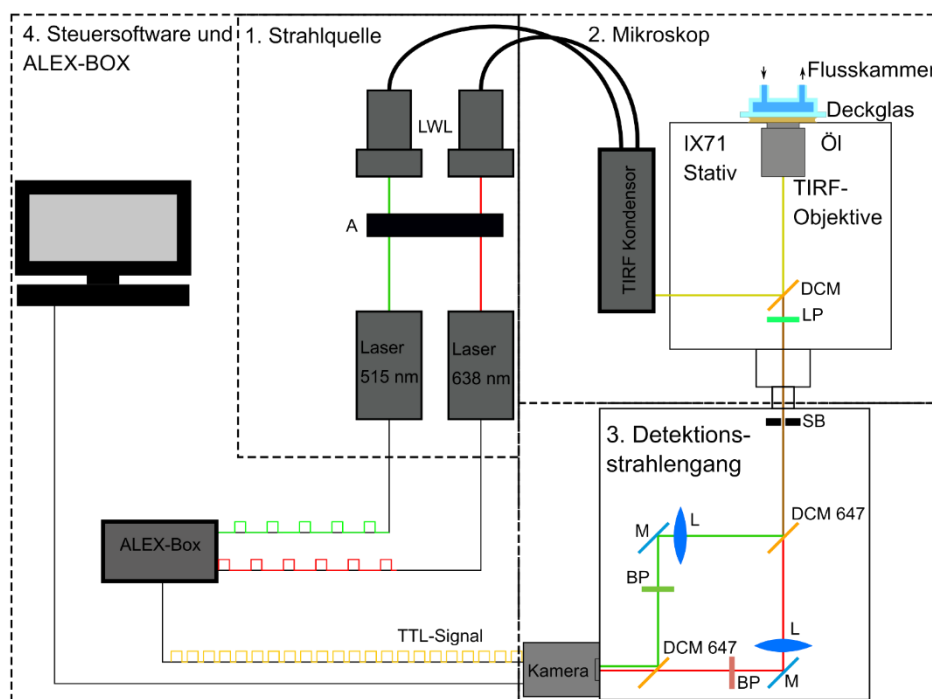 4. Steuersoftware und
ALEX-BOX
1. Strahlquelle
2. Mikroskop
LWL
A
Laser
515 nm
Laser
638 nm
TIRF Kondensor
Flusskammer
Deckglas
IX71
Stativ
Öl
TIRF-
Objektive
DCM
LP
SB
3. Detektions-
strahlengang
DCM 647
L
M
BP
L
DCM 647
BP
M
ALEX-Box
TTL-Signal
Kamera